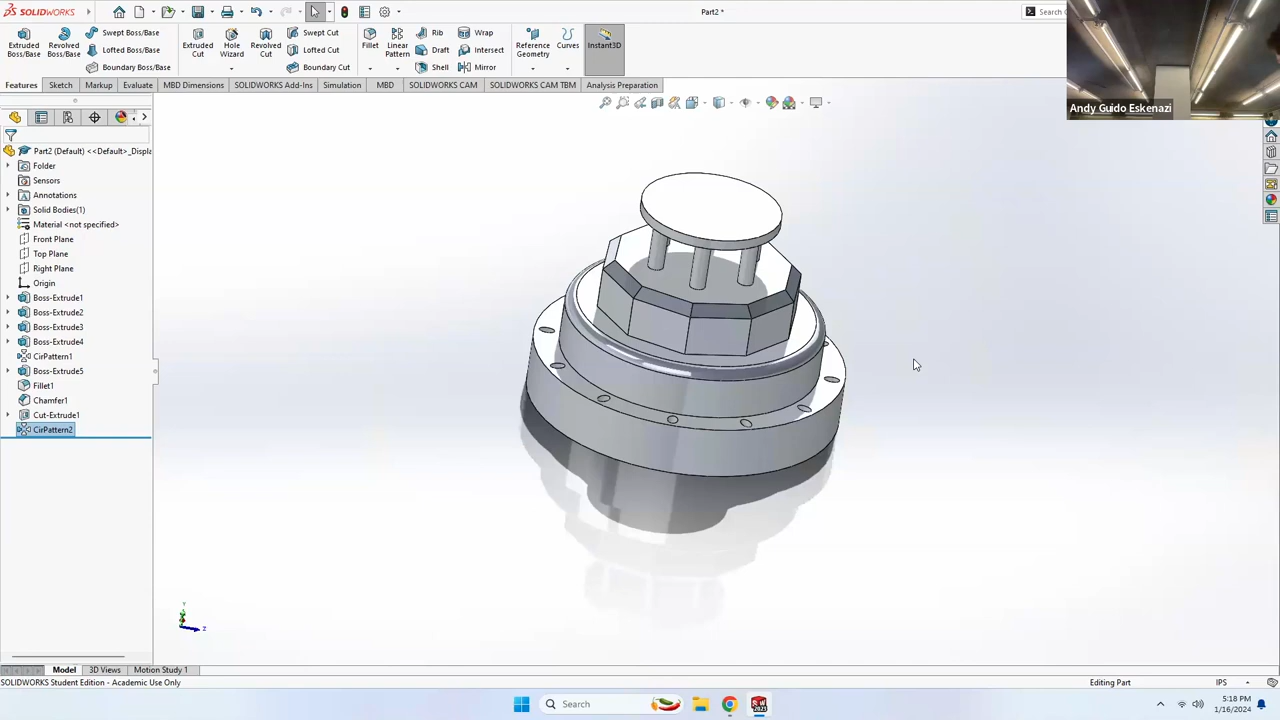 SOLIDWORKS
Part2 *
Search
Extruded Boss/Base
Revolved Boss/Base
Swept Boss/Base
Lofted Boss/Base
Boundary Boss/Base
Extruded Cut
Hole Wizard
Revolved Cut
Swept Cut
Lofted Cut
Boundary Cut
Fillet
Linear Pattern
Rib
Draft
Shell
Wrap
Intersect
Mirror
Reference Geometry
Curves
Instant3D
Features
Sketch
Markup
Evaluate
MBD Dimensions
SOLIDWORKS Add-Ins
Simulation
MBD
SOLIDWORKS CAM
SOLIDWORKS CAM TBM
Analysis Preparation
Andy Guido Eskenazi
Part2 (Default) <<Default>_Displa
Folder
Sensors
Annotations
Solid Bodies(1)
Material <not specified>
Front Plane
Top Plane
Right Plane
Origin
Boss-Extrude1
Boss-Extrude2
Boss-Extrude3
Boss-Extrude4
CirPattern1
Boss-Extrude5
Fillet1
Chamfer1
Cut-Extrude1
CirPattern2
Y
Z
Model
3D Views
Motion Study 1
SOLIDWORKS Student Edition - Academic Use Only
Editing Part
IPS
Search
5:18 PM
1/16/2024